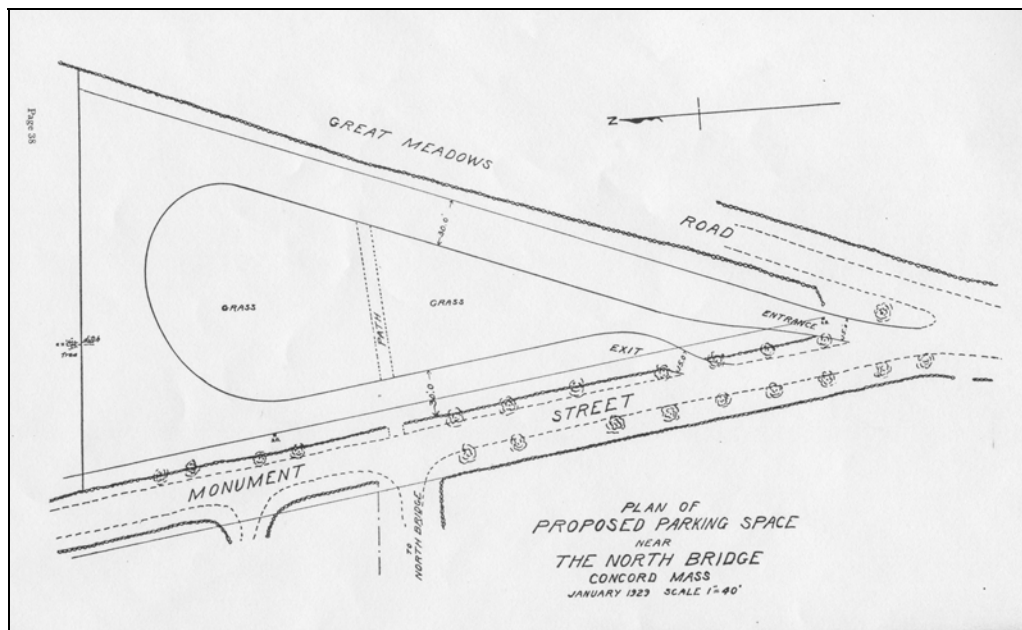 Page 38
GREAT MEADOWS
ROAD
N
30.0'
GRASS
GRASS
PATH
ENTRANCE
EXIT
tree
30.0'
STREET
MONUMENT
TO
NORTH BRIDGE
PLAN OF
PROPOSED PARKING SPACE
NEAR
THE NORTH BRIDGE
CONCORD MASS
JANUARY 1929 SCALE 1"=40'